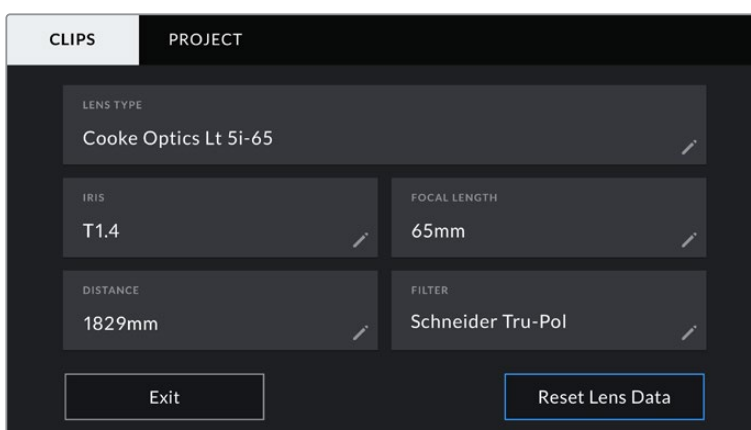 CLIPS PROJECT
LENS TYPE
Cooke Optics Lt 5i-65
IRIS
T1.4
FOCAL LENGTH
65mm
DISTANCE
1829mm
FILTER
Schneider Tru-Pol
Exit Reset Lens Data